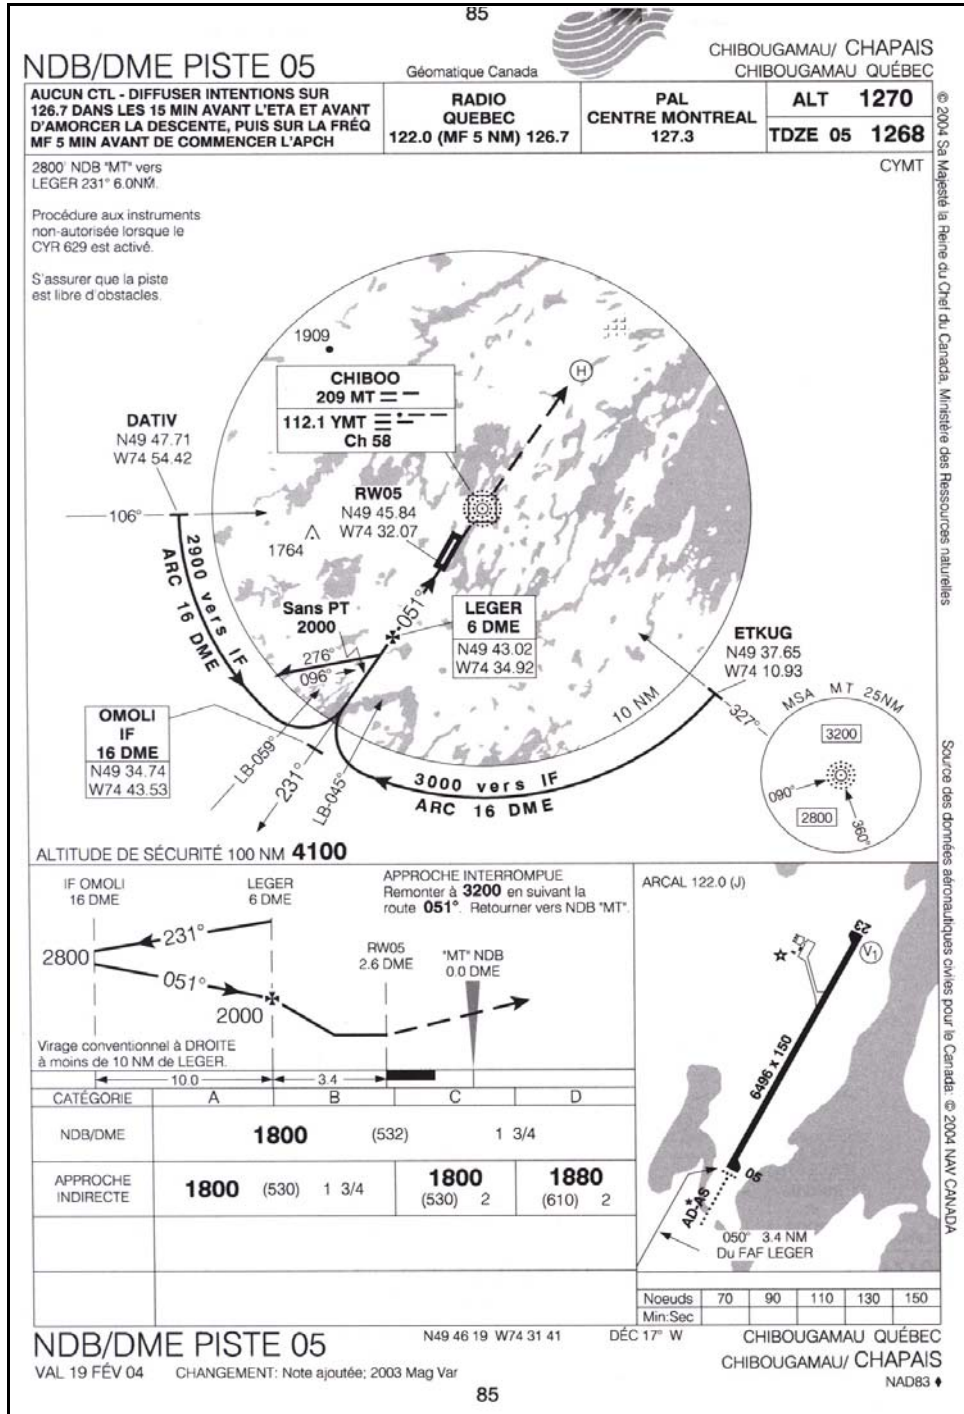 85
NDB/DME PISTE 05
Géomatique Canada
CHIBOUGAMAU/ CHAPAIS
CHIBOUGAMAU QUÉBEC
AUCUN CTL - DIFFUSER INTENTIONS SUR
126.7 DANS LES 15 MIN AVANT L'ETA ET AVANT
D'AMORCER LA DESCENTE, PUIS SUR LA FRÉQ
MF 5 MIN AVANT DE COMMENCER L'APCH
RADIO
QUEBEC
122.0 (MF 5 NM) 126.7
PAL
CENTRE MONTREAL
127.3
ALT 1270
TDZE 05 1268
CYMT
2800' NDB "MT" vers
LEGER 231° 6.0NM.
Procédure aux instruments
non-autorisée lorsque le
CYR 629 est activé.
S'assurer que la piste
est libre d'obstacles.
1909
H
CHIBOO
209 MT
112.1 YMT
Ch 58
DATIV
N49 47.71
W74 54.42
106°
RW05
N49 45.84
W74 32.07
1764
2900 vers IF
ARC 16 DME
Sans PT
2000
051°
LEGER
6 DME
N49 43.02
W74 34.92
276°
096°
ETKUG
N49 37.65
W74 10.93
327°
10 NM
OMOLI
IF
16 DME
N49 34.74
W74 43.53
LB-059°
231°
LB-045°
3000 vers IF
ARC 16 DME
MSA MT 25NM
3200
090°
2800
360°
ALTITUDE DE SÉCURITÉ 100 NM 4100
IF OMOLI
16 DME
LEGER
6 DME
APPROCHE INTERROMPUE
Remonter à 3200 en suivant la
route 051°. Retourner vers NDB "MT".
231°
2800
051°
2000
RW05
2.6 DME
"MT" NDB
0.0 DME
Virage conventionnel à DROITE
à moins de 10 NM de LEGER.
10.0
3.4
CATÉGORIE A B C D
NDB/DME 1800 (532) 1 3/4
APPROCHE
INDIRECTE
1800 (530) 1 3/4
1800
(530) 2
1880
(610) 2
ARCAL 122.0 (J)
23
V1
6496 x 150
05
AD-AS
050° 3.4 NM
Du FAF LEGER
Noeuds 70 90 110 130 150
Min:Sec
NDB/DME PISTE 05
N49 46 19 W74 31 41
DÉC 17° W
CHIBOUGAMAU QUÉBEC
CHIBOUGAMAU/ CHAPAIS
VAL 19 FÉV 04
CHANGEMENT: Note ajoutée; 2003 Mag Var
NAD83
85
© 2004 Sa Majesté la Reine du Chef du Canada, Ministère des Ressources naturelles
Source des données aéronautiques civiles pour le Canada: © 2004 NAV CANADA